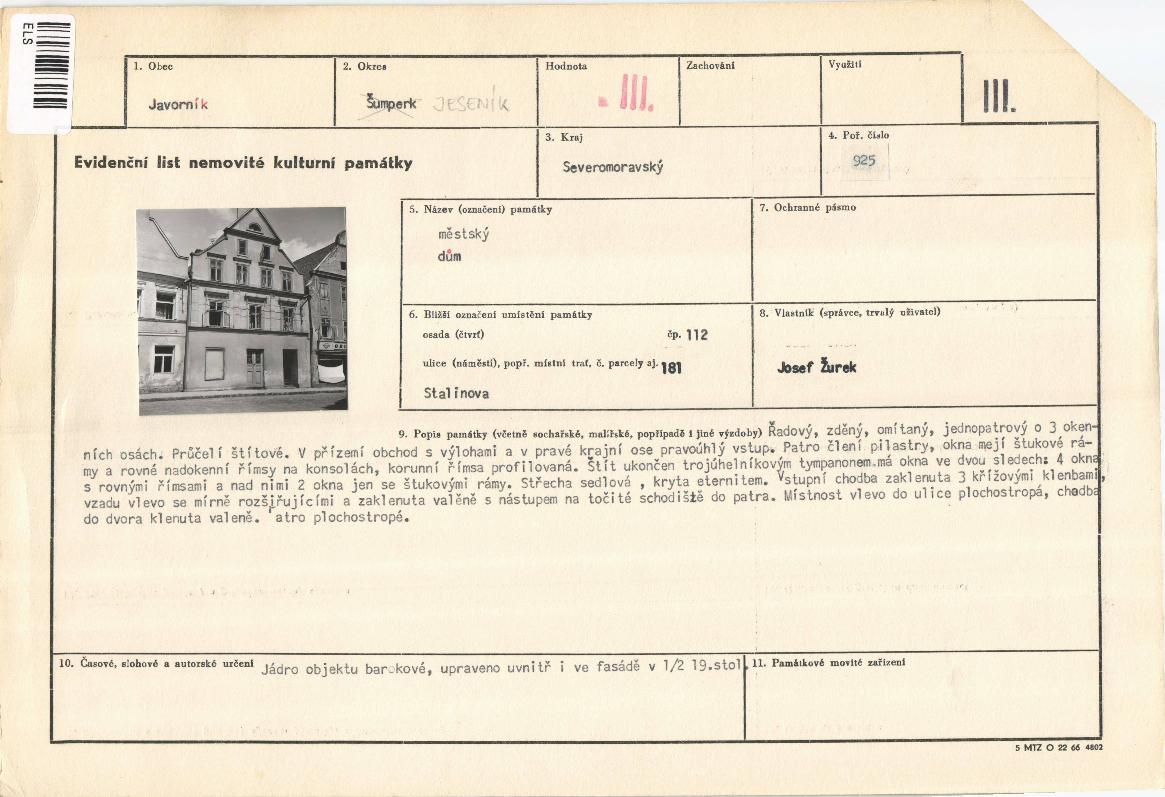 ELS
1. Obec
Javorník
2. Okres
Šumperk JESENÍK
Hodnota
III.
Zachování
Využití
III.
Evidenční list nemovité kulturní památky
3. Kraj
Severomoravský
4. Poř. číslo
925
5. Název (označení) památky
městský
dům
7. Ochranné pásmo
6. Bližší označení umístění památky
osada (čtvrť) čp. 112
ulice (náměstí), popř. místní trať, č. parcely aj. 181
Stalinova
8. Vlastník (správce, trvalý uživatel)
Josef Žurek
9. Popis památky (včetně sochařské, malířské, popřípadě i jiné výzdoby) Řadový, zděný, omítaný, jednopatrový o 3 oken-
ních osách. Průčelí štítové. V přízemí obchod s výlohami a v pravé krajní ose pravoúhlý vstup. Patro člení pilastry, okna mejí štukové rá-
my a rovné nadokenní římsy na konsolách, korunní římsa profilovaná. Štít ukončen trojúhelníkovým tympanonem.má okna ve dvou sledech: 4 okna
s rovnými římsami a nad nimi 2 okna jen se štukovými rámy. Střecha sedlová , kryta eternitem. Vstupní chodba zaklenuta 3 křížovými klenbami,
vzadu vlevo se mírně rozšiřujícími a zaklenuta valěně s nástupem na točité schodiště do patra. Místnost vlevo do ulice plochostropá, chodba
do dvora klenuta valeně. atro plochostropé.
10. Časové, slohové a autorské určení Jádro objektu barokové, upraveno uvnitř i ve fasádě v 1/2 19.stol.
11. Památkové movité zařízení
5 MTZ O 22 66 4802